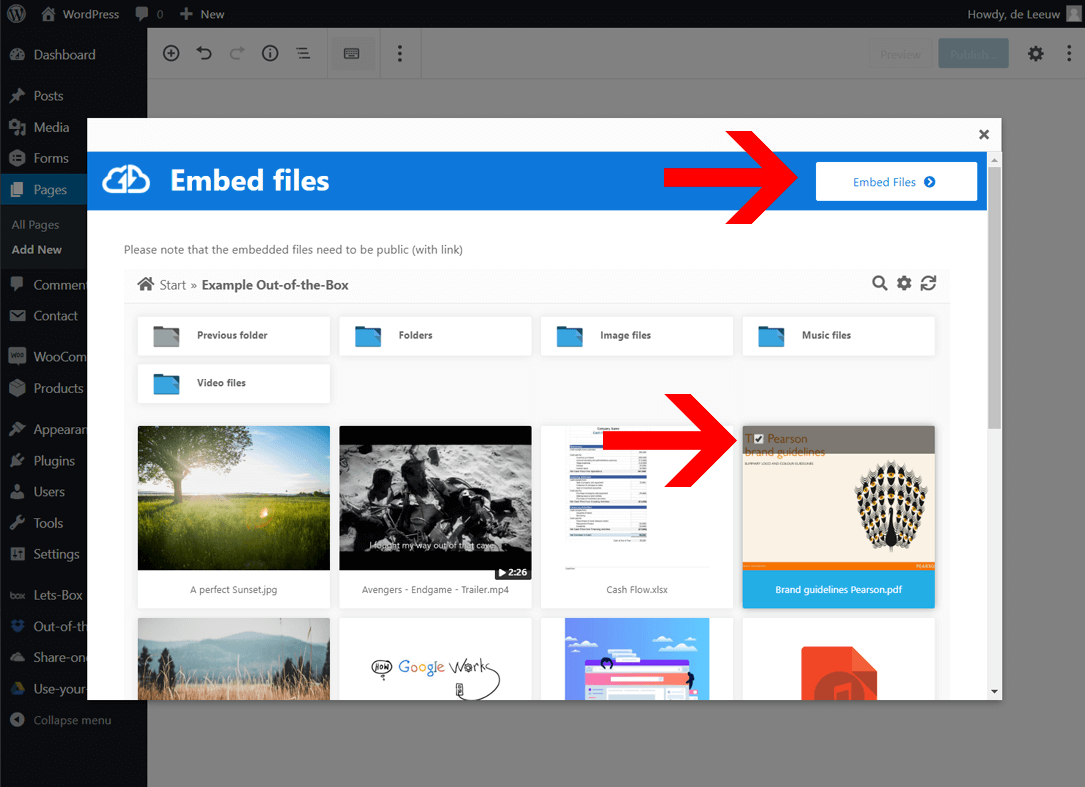 WordPress 0 New Howdy, de Leeuw
Dashboard
Posts
Media
Forms
Pages
All Pages
Add New
Comment
Contact
WooCom
Products
Appearan
Plugins
Users
Tools
Settings
Lets-Box
Out-of-th
Share-on
Use-your
Collapse menu
Preview Publish...
Embed files
Embed Files
Please note that the embedded files need to be public (with link)
Start » Example Out-of-the-Box
Previous folder
Folders
Image files
Music files
Video files
I fought my way out of that cave.
2:26
Pearson
brand guidelines
PEARSON
A perfect Sunset.jpg
Avengers - Endgame - Trailer.mp4
Cash Flow.xlsx
Brand guidelines Pearson.pdf
HOW Google Works